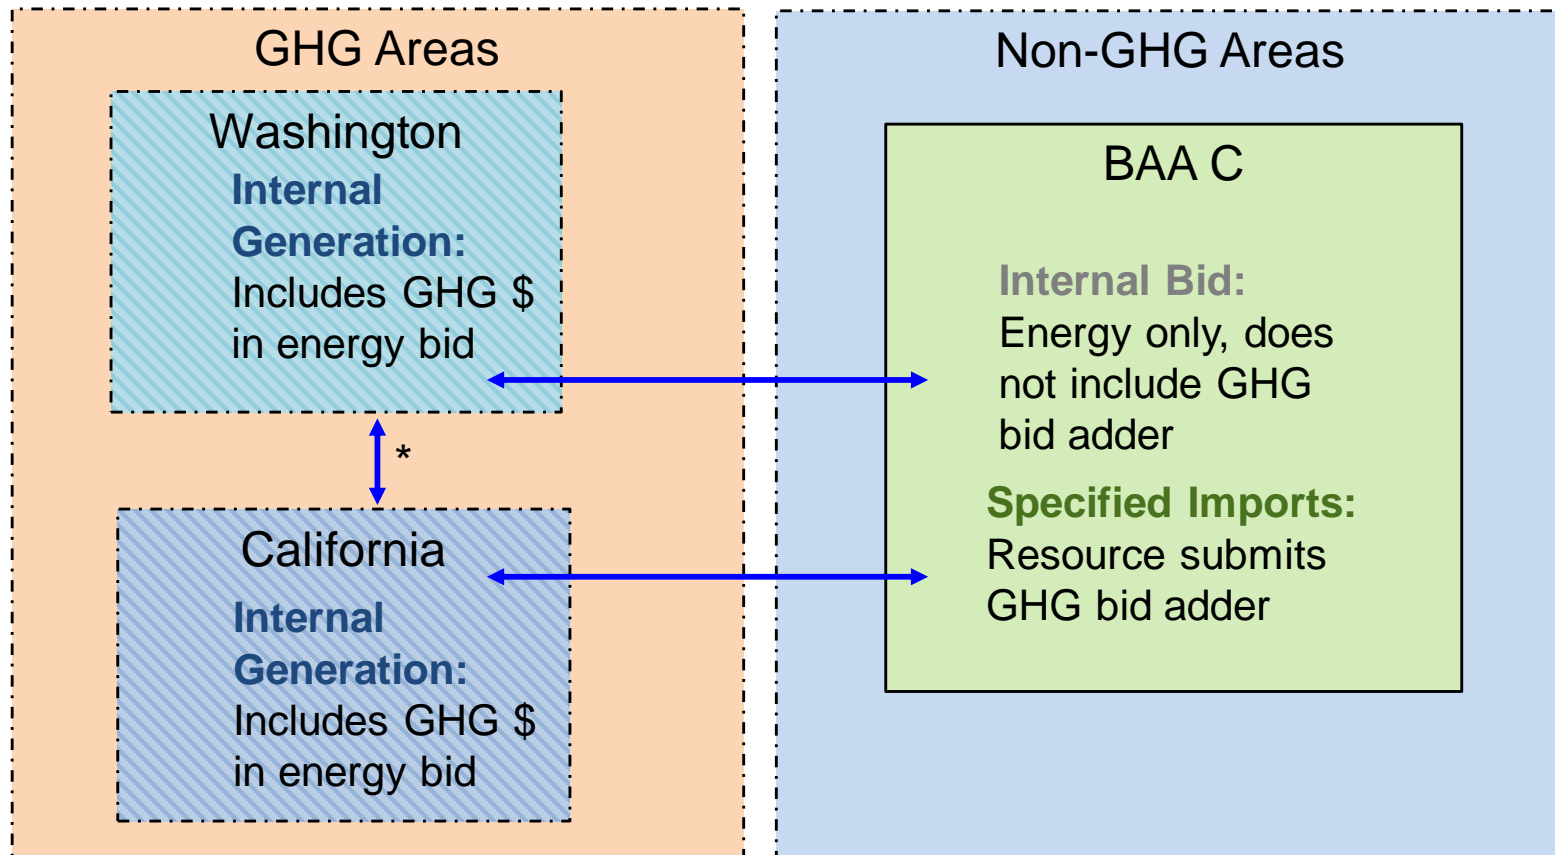 GHG Areas
Washington
Internal
Generation:
Includes GHG $
in energy bid
*
California
Internal
Generation:
Includes GHG $
in energy bid
Non-GHG Areas
BAA C
Internal Bid:
Energy only, does
not include GHG
bid adder
Specified Imports:
Resource submits
GHG bid adder